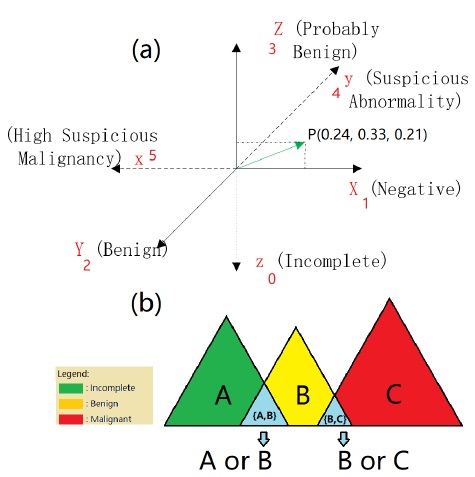 (a)
Z (Probably
3 Benign)
y (Suspicious
4 Abnormality)
P(0.24, 0.33, 0.21)
(High Suspicious
Malignancy) x 5
X (Negative)
1
Y (Benign)
2
z (Incomplete)
0
(b)
Legend:
: Incomplete
: Benign
: Malignant
A B C
{A,B} {B,C}
A or B B or C